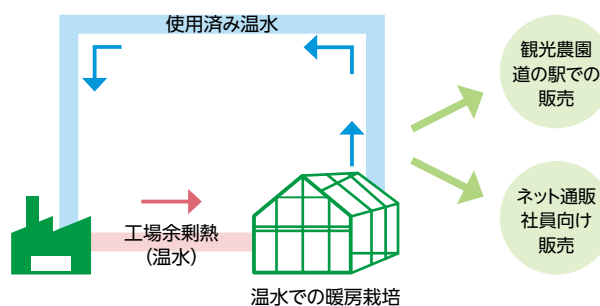 使用済み温水
観光農園
道の駅での
販売
工場余剰熱
(温水)
ネット通販
社員向け
販売
温水での暖房栽培